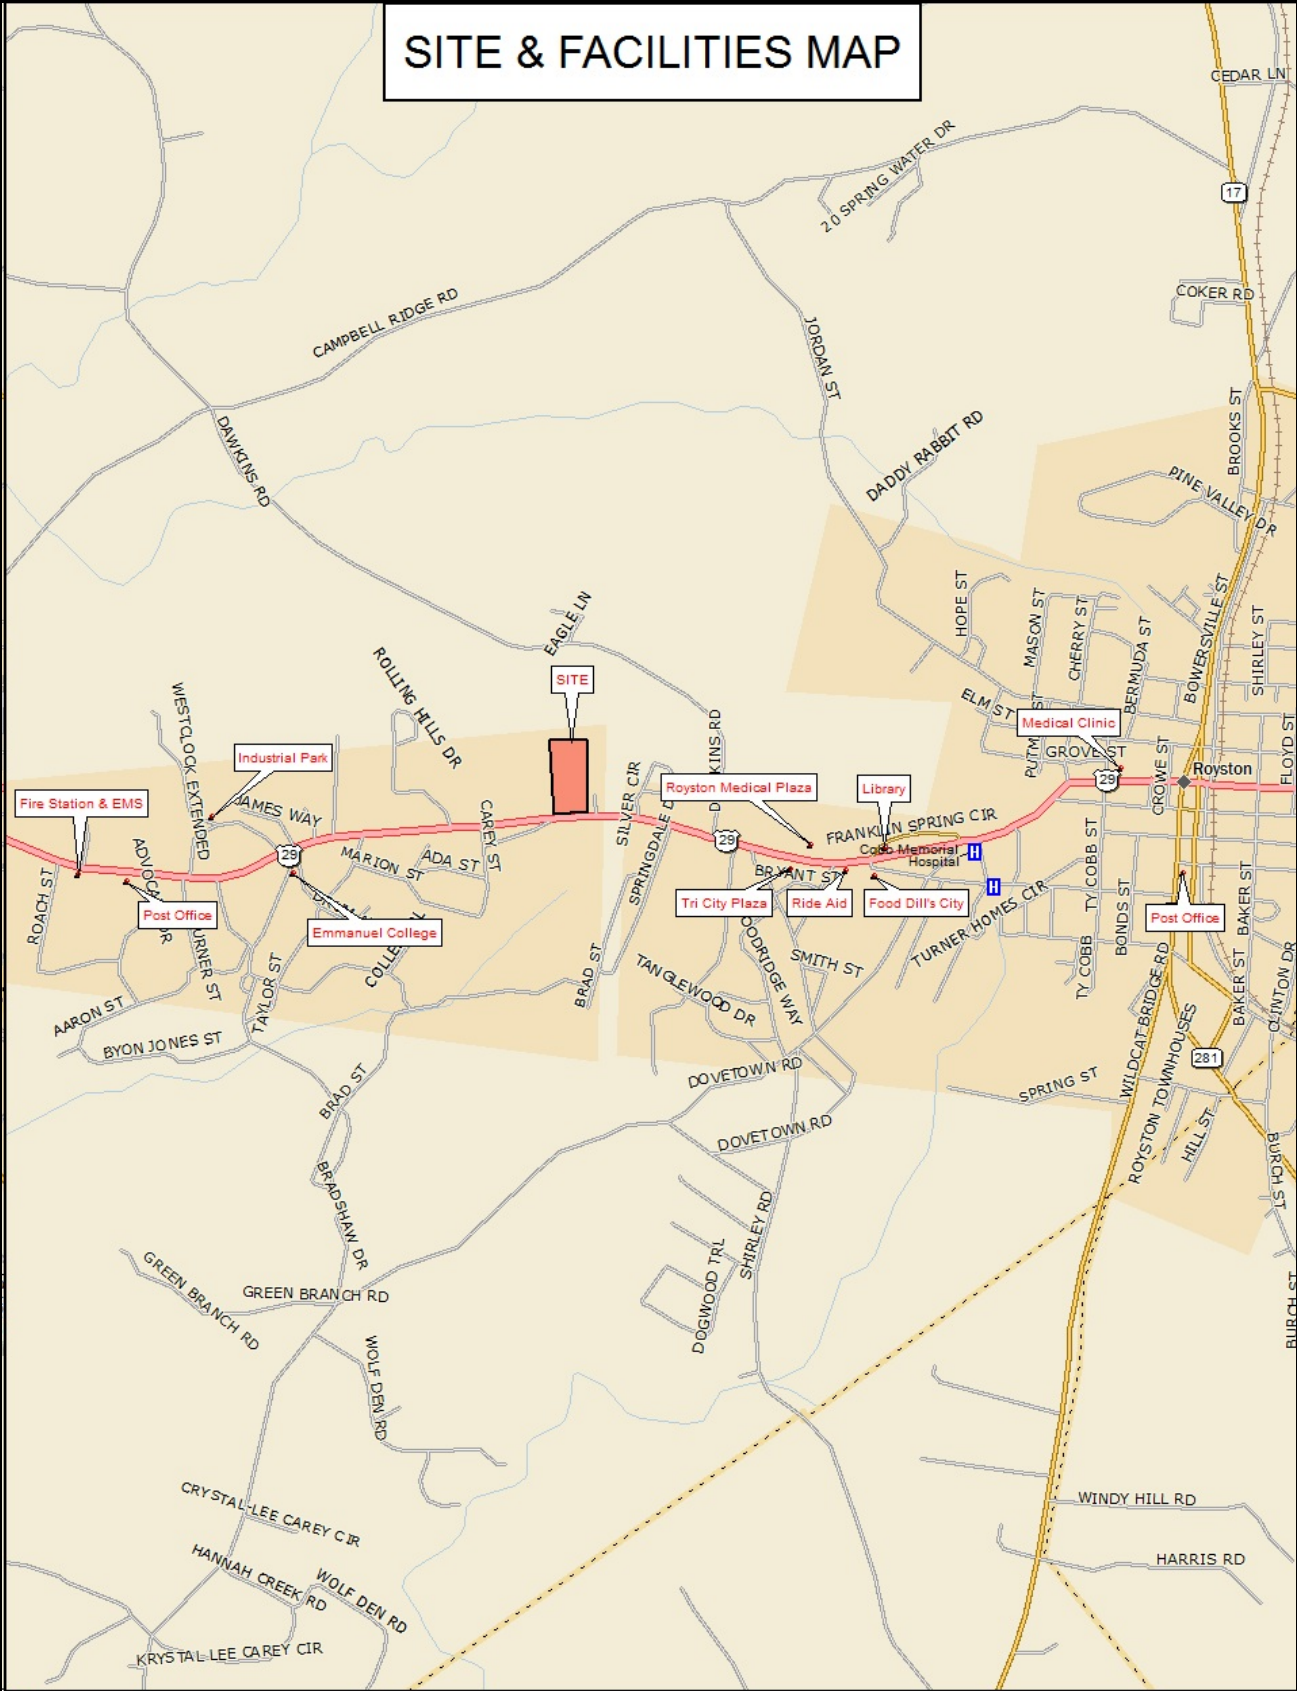 SITE & FACILITIES MAP
CEDAR LN
20 SPRING WATER DR
17
COKER RD
CAMPBELL RIDGE RD
JORDAN ST
DAWKINS RD
BROOKS ST
DADDY RABBIT RD
PINE VALLEY DR
EAGLE LN
HOPE ST
MASON ST
CHERRY ST
BERMUDA ST
BOWERSVILLE ST
SHIRLEY ST
ROLLING HILLS DR
SITE
WESTCLOCK EXTENDED
ELM ST
Medical Clinic
GROVE ST
CROWE ST
FLOYD ST
Industrial Park
KINS RD
Royston Medical Plaza
Library
29
Royston
Fire Station & EMS
JAMES WAY
SILVER CIR
SPRINGDALE D
FRANKLIN SPRING CIR
CAREY ST
29
29
Cobb Memorial
Hospital
H
H
MARION ST
ADA ST
BRYANT ST
TY COBB ST
ROACH ST
Post Office
Emmanuel College
Tri City Plaza
Ride Aid
Food Dill's City
Post Office
BONDS ST
BAKER ST
TURNER HOMES CIR
URNER ST
TAYLOR ST
BRAD ST
TANGLEWOOD DR
OODRIDGE WAY
SMITH ST
TY COBB
BAKER ST
CLINTON DR
AARON ST
BYON JONES ST
WILDCAT BRIDGE RD
ROYSTON TOWNHOUSES
281
BRAD ST
DOVETOWN RD
SPRING ST
HILL ST
DOVETOWN RD
BURCH ST
BRADSHAW DR
SHIRLEY RD
DOGWOOD TRL
GREEN BRANCH RD
GREEN BRANCH RD
BURCH ST
WOLF DEN RD
CRYSTAL LEE CAREY CIR
WINDY HILL RD
HANNAH CREEK RD
WOLF DEN RD
HARRIS RD
KRYSTAL LEE CAREY CIR